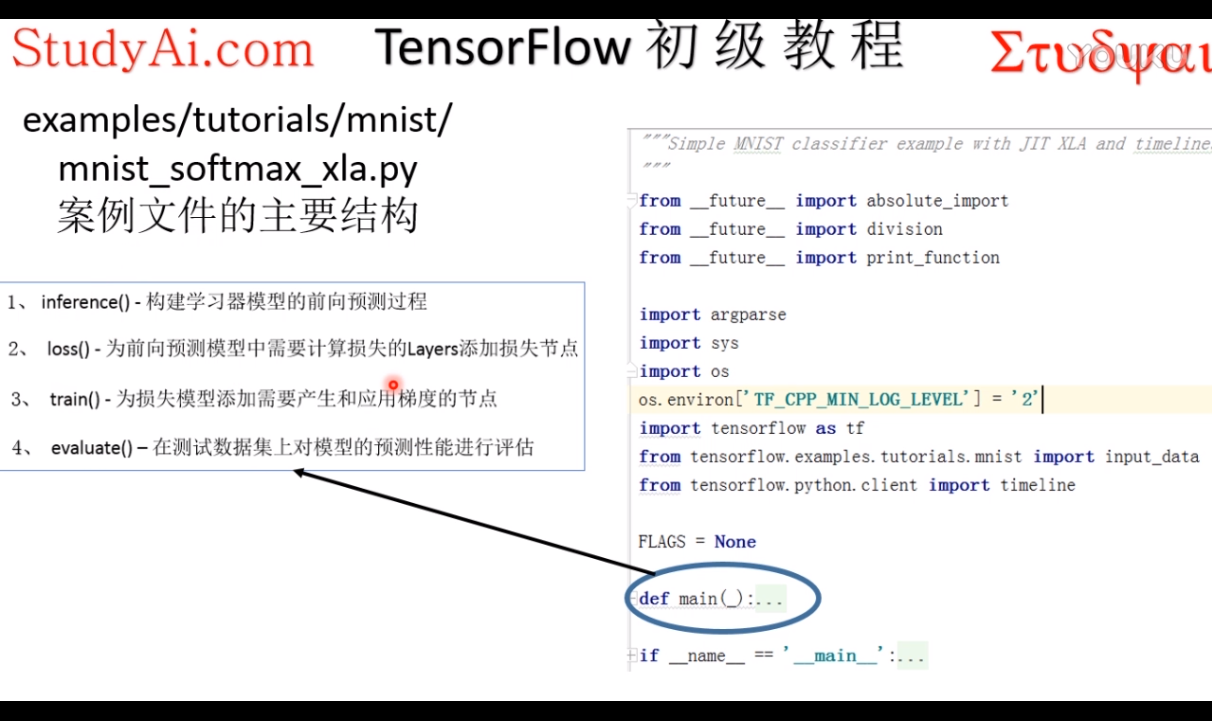 StudyAi.com TensorFlow 初级教程 Στυδψαι
YOUKU
examples/tutorials/mnist/
mnist_softmax_xla.py
案例文件的主要结构
1、 inference() - 构建学习器模型的前向预测过程
2、 loss() - 为前向预测模型中需要计算损失的Layers添加损失节点
3、 train() - 为损失模型添加需要产生和应用梯度的节点
4、 evaluate() – 在测试数据集上对模型的预测性能进行评估
"""Simple MNIST classifier example with JIT XLA and timeline
"""
from __future__ import absolute_import
from __future__ import division
from __future__ import print_function
import argparse
import sys
import os
os.environ['TF_CPP_MIN_LOG_LEVEL'] = '2'
import tensorflow as tf
from tensorflow.examples.tutorials.mnist import input_data
from tensorflow.python.client import timeline
FLAGS = None
def main(_):...
if __name__ == '__main__':...